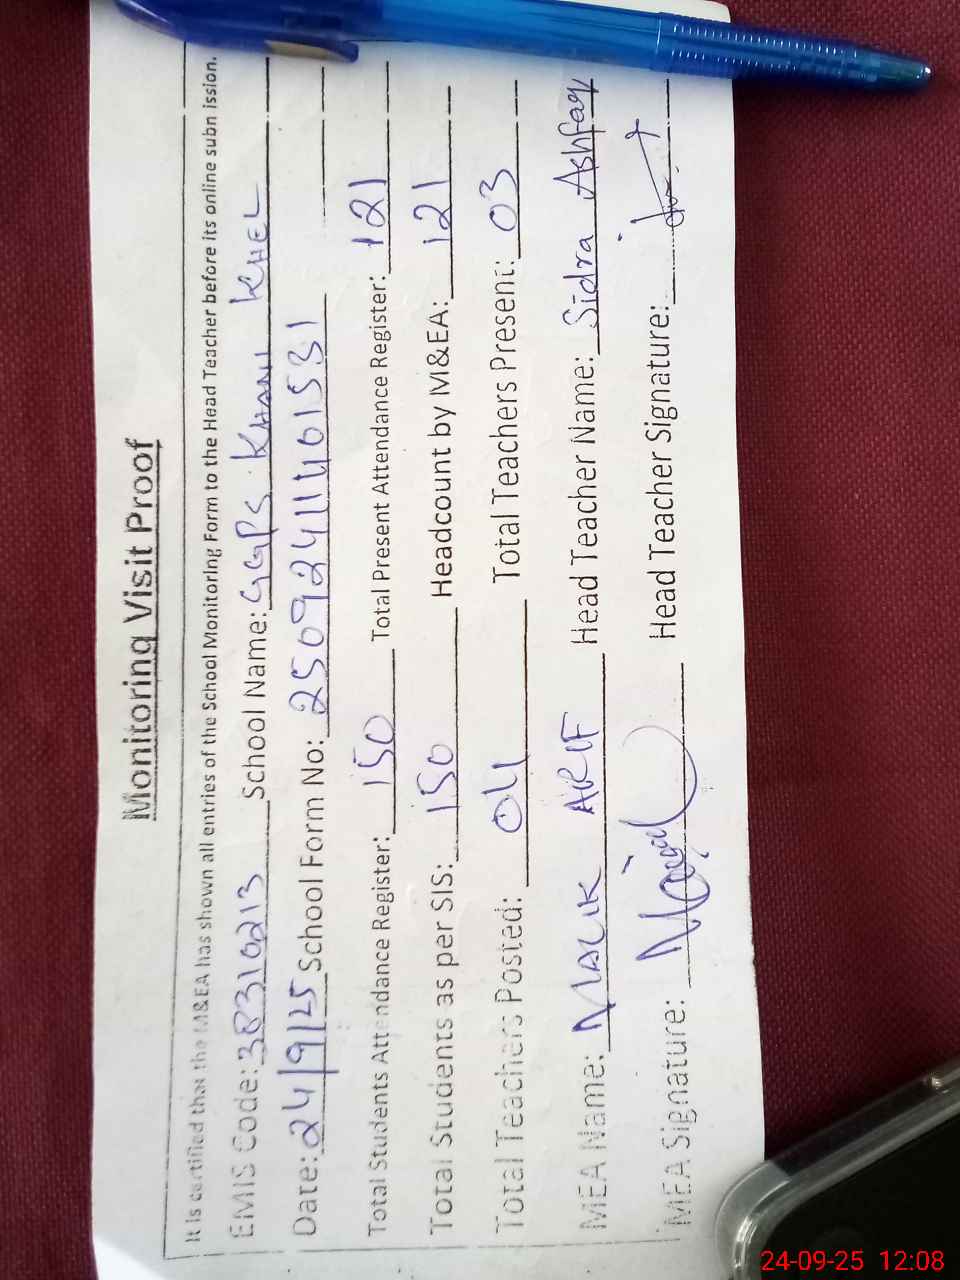 Monitoring Visit Proof
It is certified that the M&EA has shown all entries of the School Monitoring Form to the Head Teacher before its online submission.
EMIS Code: 38310213 School Name: GGPS KHAN KHEL
Date: 24/9/25 School Form No: 250924111401531
Total Students Attendance Register: 150 Total Present Attendance Register: 121
Total Students as per SIS: 150 Headcount by M&EA: 121
Total Teachers Posted: 04 Total Teachers Present: 03
MEA Name: MALIK ARIF Head Teacher Name: Sidra Ashfaq
MEA Signature: Head Teacher Signature:
24-09-25 12:08